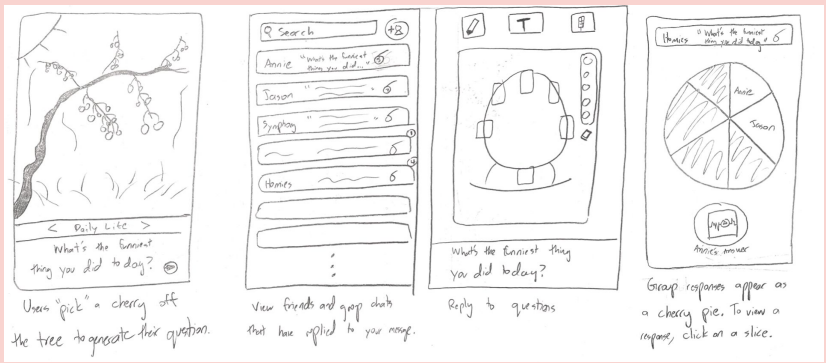 < Daily Life >
What's the funniest
thing you did today?
Users "pick" a cherry off
the tree to generate their question.
Search
+
Annie "What's the funniest
thing you did..."
Jason
Symphony
Homies
View friends and group chats
that have replied to your message.
T
What's the funniest thing
you did today?
Reply to questions
Homies "What's the funniest
thing you did today"
Annie
Jason
Annie's Answer
Group responses appear as
a cherry pie. To view a
response, click on a slice.